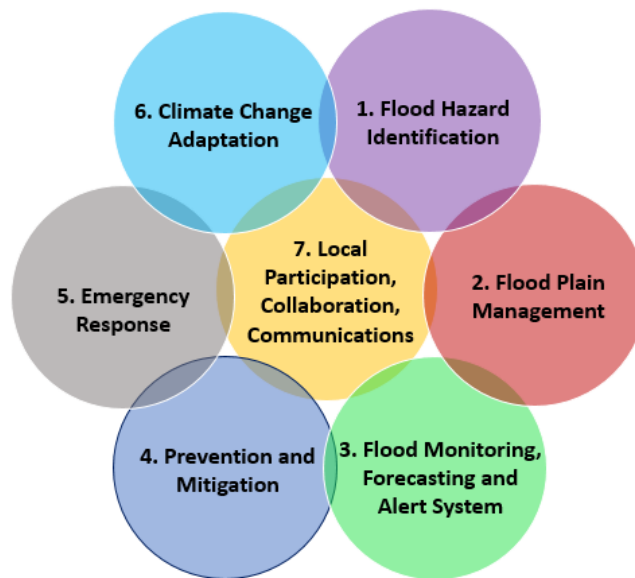 6. Climate Change
Adaptation
1. Flood Hazard
Identification
7. Local
Participation,
Collaboration,
Communications
2. Flood Plain
Management
5. Emergency
Response
4. Prevention and
Mitigation
3. Flood Monitoring,
Forecasting and
Alert System